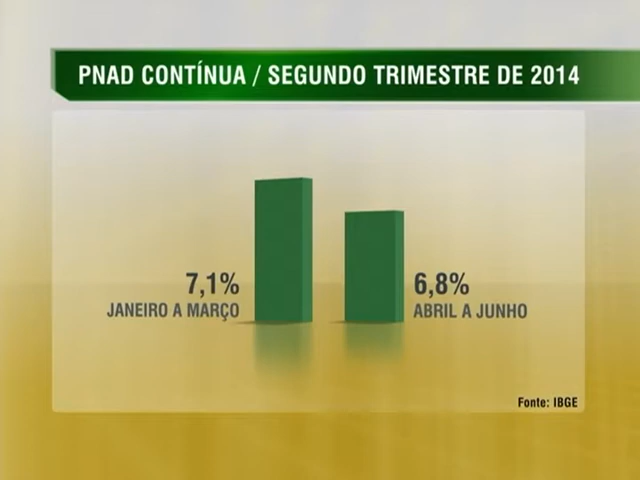 PNAD CONTÍNUA / SEGUNDO TRIMESTRE DE 2014
7,1%
JANEIRO A MARÇO
6,8%
ABRIL A JUNHO
Fonte: IBGE